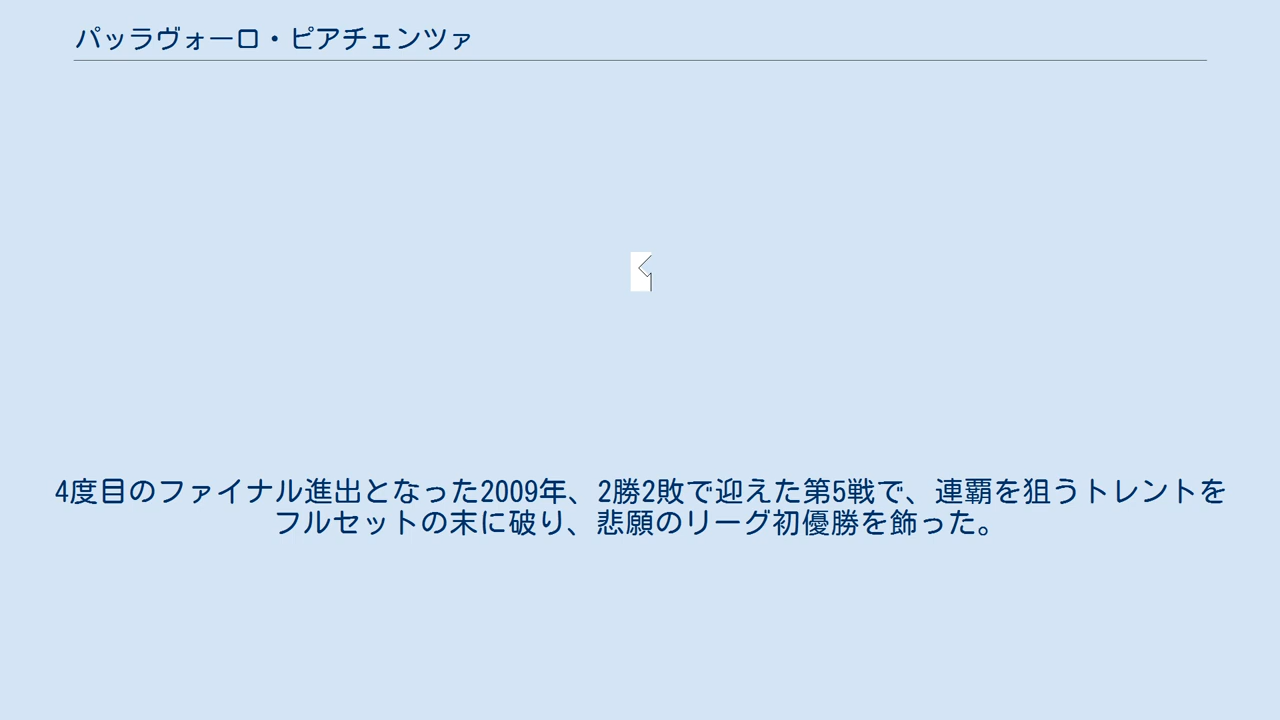 パッラヴォーロ・ピアチェンツァ
4度目のファイナル進出となった2009年、2勝2敗で迎えた第5戦で、連覇を狙うトレントを
フルセットの末に破り、悲願のリーグ初優勝を飾った。